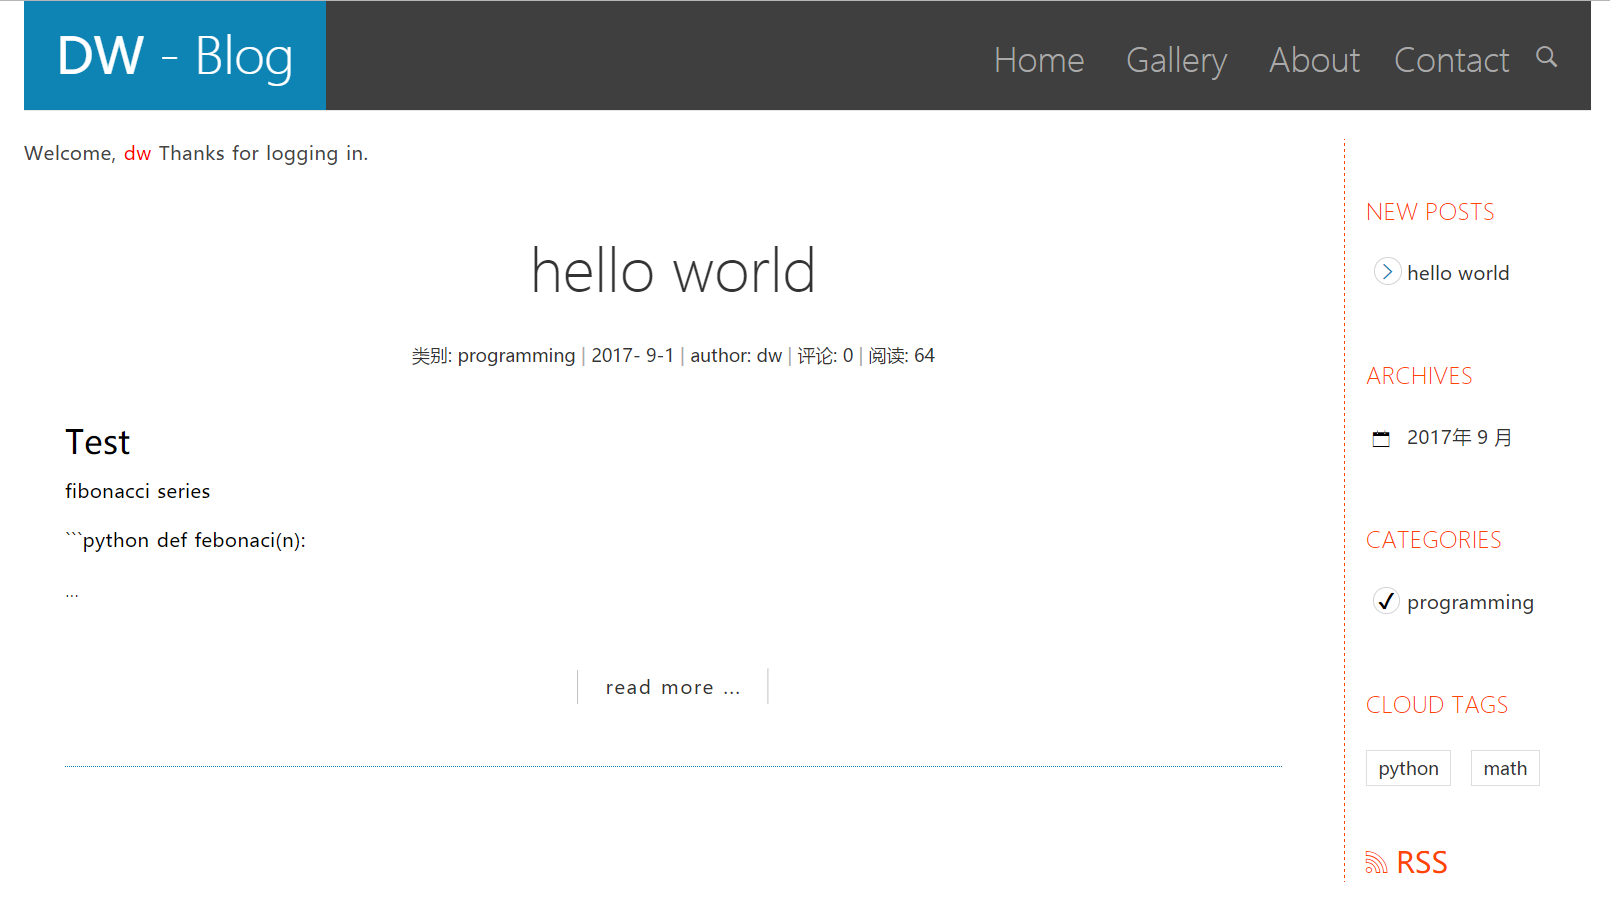 DW - Blog
Home Gallery About Contact
Welcome, dw Thanks for logging in.
hello world
类别: programming | 2017- 9-1 | author: dw | 评论: 0 | 阅读: 64
Test
fibonacci series
```python def febonaci(n):
...
read more ...
NEW POSTS
hello world
ARCHIVES
2017年 9 月
CATEGORIES
programming
CLOUD TAGS
python math
RSS